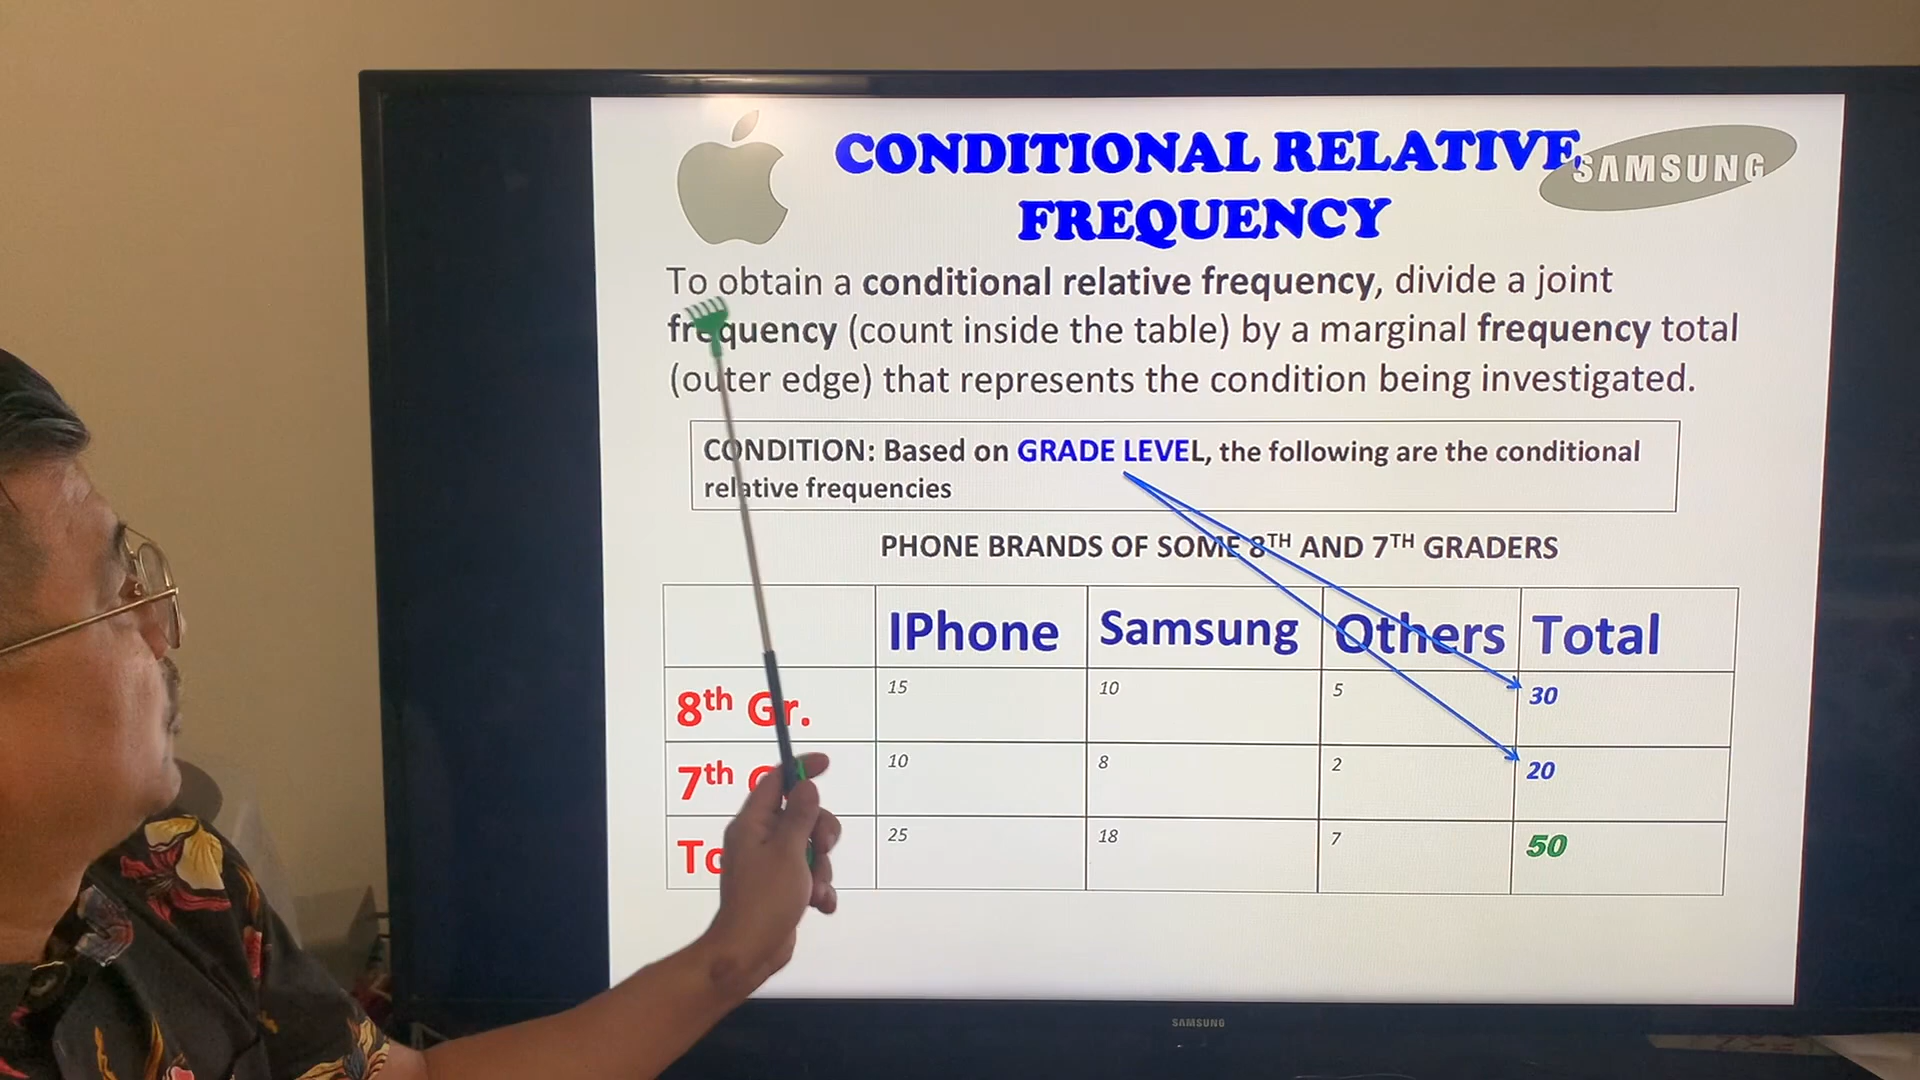 CONDITIONAL RELATIVE
FREQUENCY
SAMSUNG
To obtain a conditional relative frequency, divide a joint
frequency (count inside the table) by a marginal frequency total
(outer edge) that represents the condition being investigated.
CONDITION: Based on GRADE LEVEL, the following are the conditional
relative frequencies
PHONE BRANDS OF SOME 8TH AND 7TH GRADERS
IPhone Samsung Others Total
8th Gr. 15 10 5 30
7th 10 8 2 20
25 18 7 50
SAMSUNG